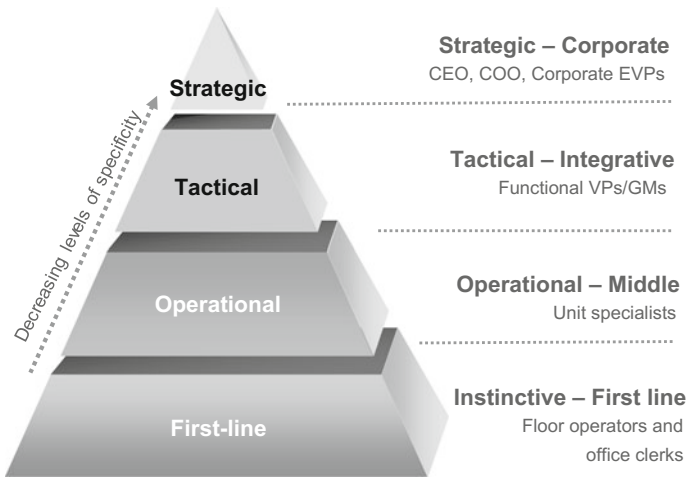 Strategic – Corporate
CEO, COO, Corporate EVPs
Strategic
Decreasing levels of specificity
Tactical – Integrative
Functional VPs/GMs
Tactical
Operational – Middle
Unit specialists
Operational
Instinctive – First line
Floor operators and
office clerks
First-line